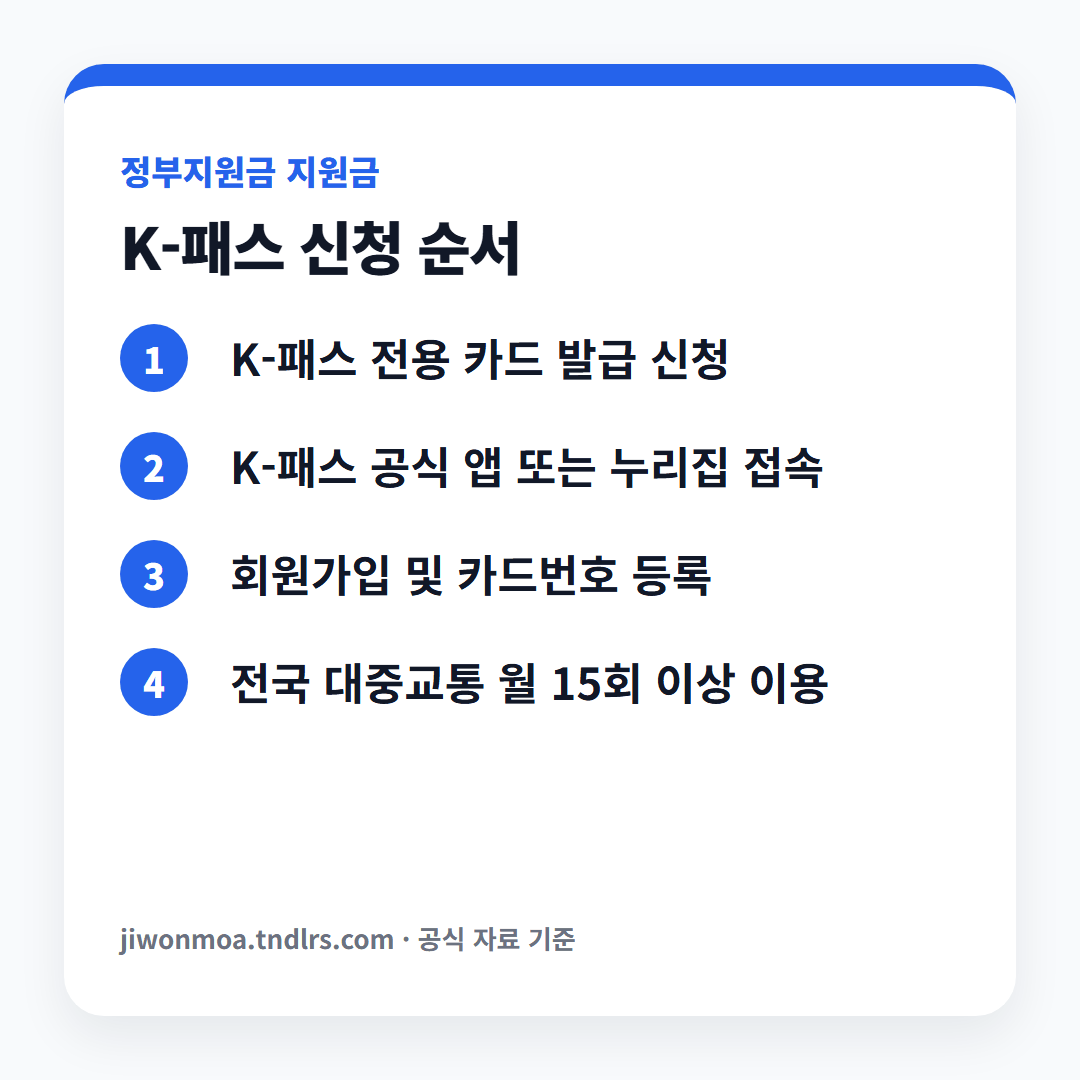 정부지원금 지원금
K-패스 신청 순서
1 K-패스 전용 카드 발급 신청
2 K-패스 공식 앱 또는 누리집 접속
3 회원가입 및 카드번호 등록
4 전국 대중교통 월 15회 이상 이용
jiwonmoa.tndlrs.com · 공식 자료 기준